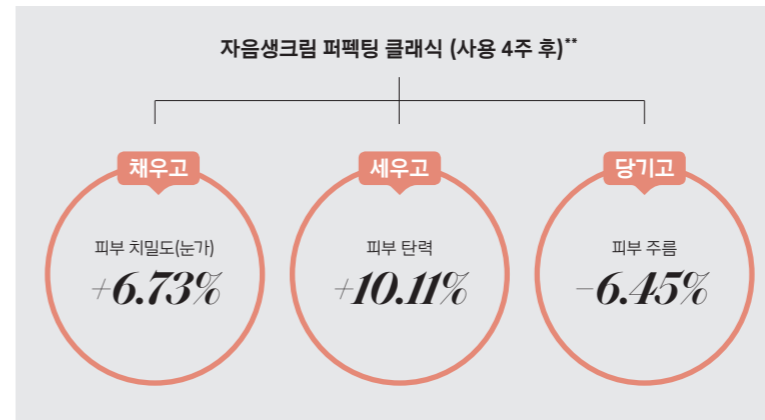 자음생크림 퍼펙팅 클래식 (사용 4주 후)**
채우고
세우고
당기고
피부 치밀도(눈가)
+6.73%
피부 탄력
+10.11%
피부 주름
−6.45%